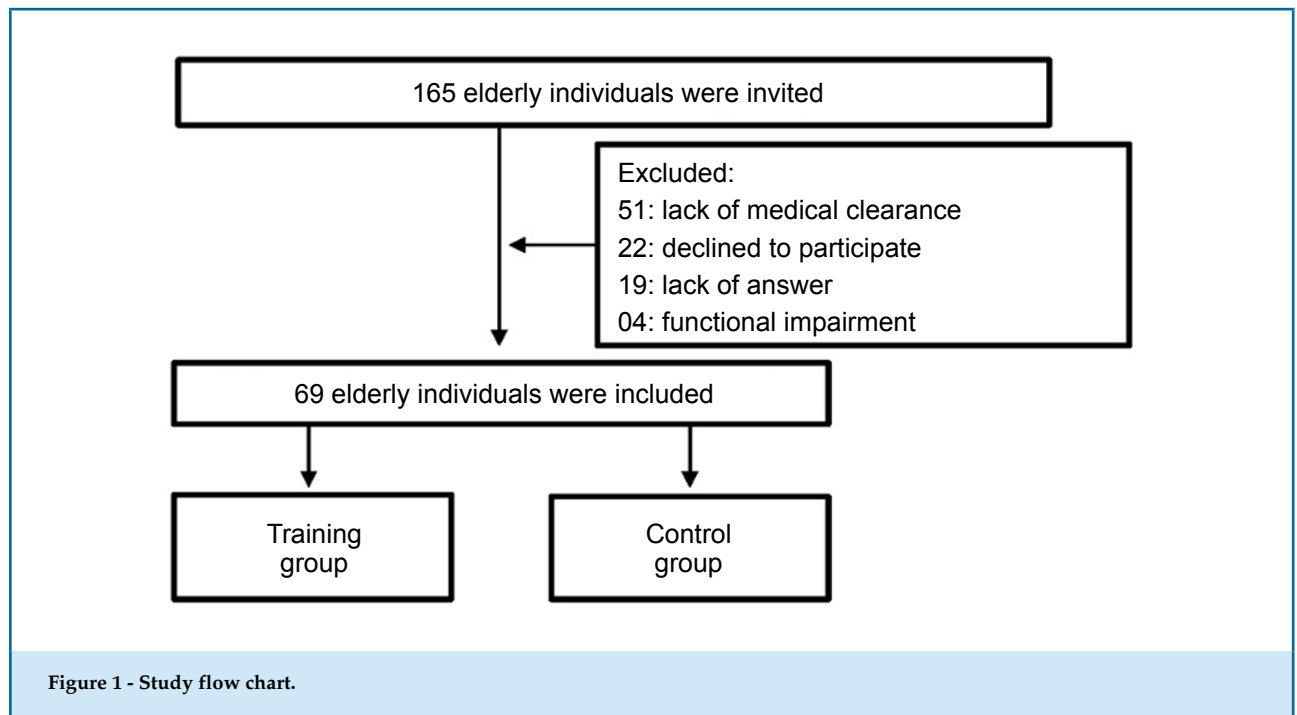 165 elderly individuals were invited
Excluded:
51: lack of medical clearance
22: declined to participate
19: lack of answer
04: functional impairment
69 elderly individuals were included
Training
group
Control
group
Figure 1 - Study flow chart.